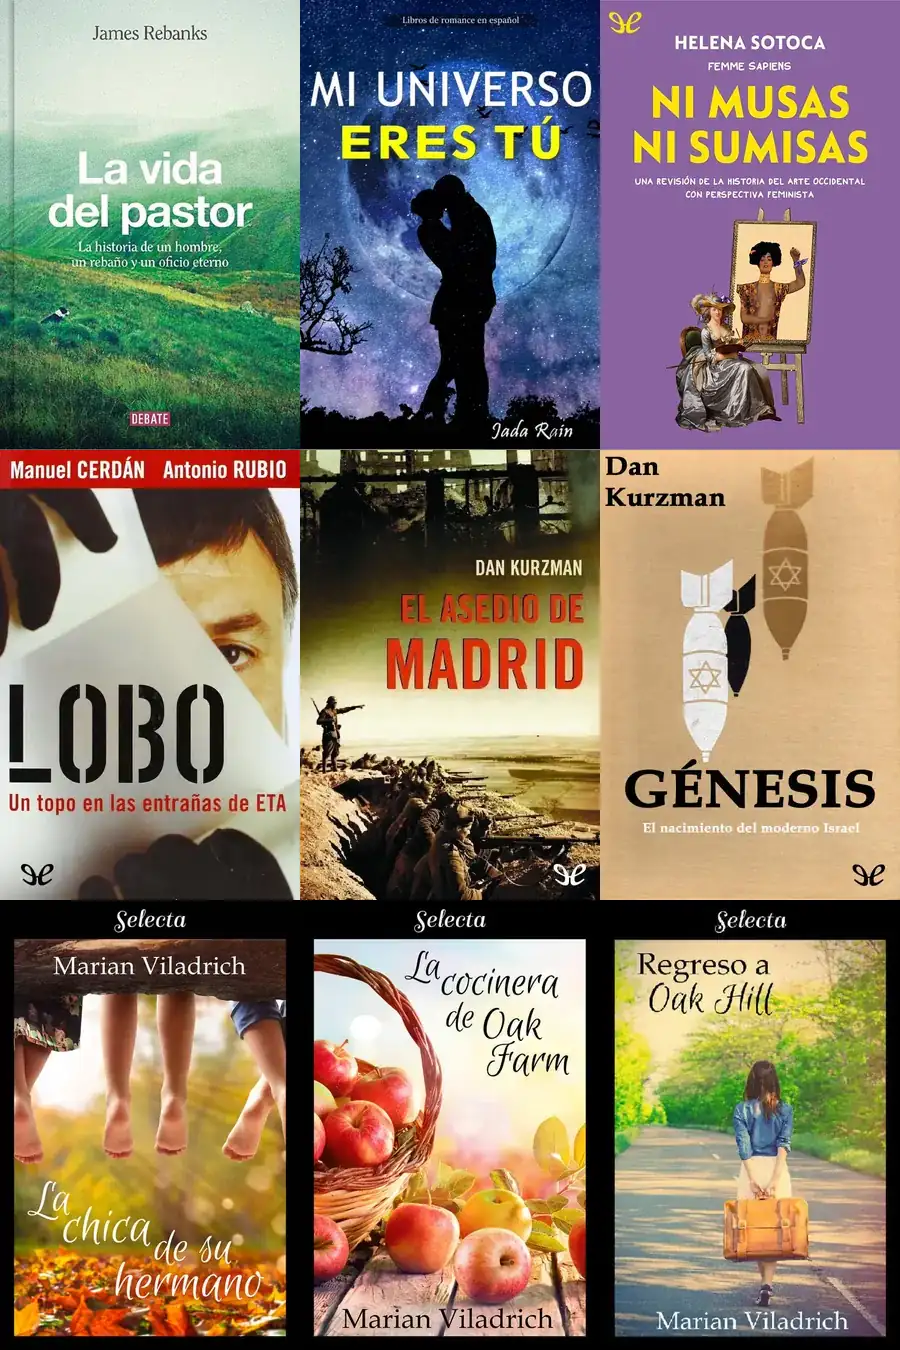 James Rebanks
La vida
del pastor
La historia de un hombre,
un rebaño y un oficio eterno
DEBATE
Libros de romance en español
MI UNIVERSO
ERES TÚ
Jada Rain
HELENA SOTOCA
FEMME SAPIENS
NI MUSAS
NI SUMISAS
UNA REVISIÓN DE LA HISTORIA DEL ARTE OCCIDENTAL
CON PERSPECTIVA FEMINISTA
Manuel CERDÁN Antonio RUBIO
LOBO
Un topo en las entrañas de ETA
DAN KURZMAN
EL ASEDIO DE
MADRID
Dan
Kurzman
GÉNESIS
El nacimiento del moderno Israel
Selecta
Marian Viladrich
La
chica
de su
hermano
Selecta
La
cocinera
de Oak
Farm
Marian Viladrich
Selecta
Regreso a
Oak Hill
Marian Viladrich